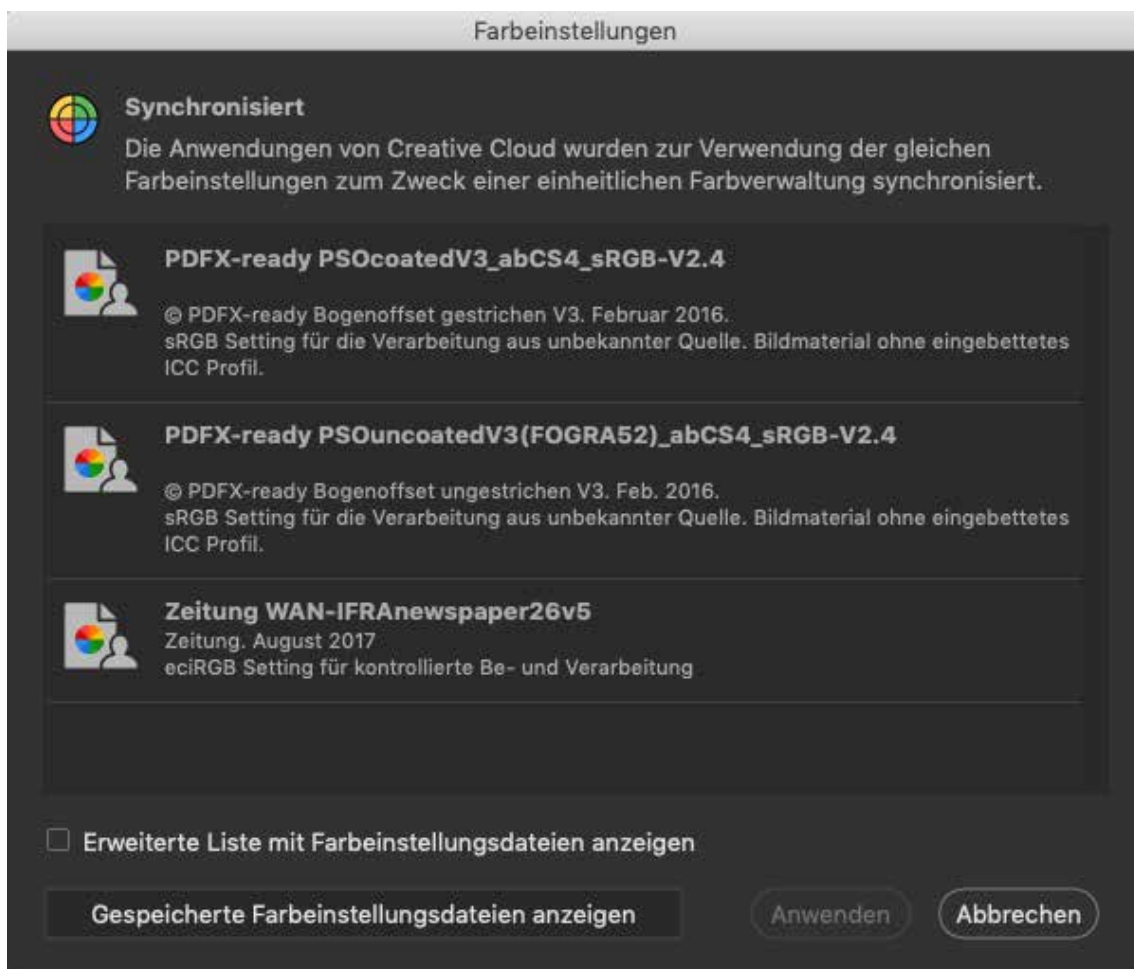 Farbeinstellungen
Synchronisiert
Die Anwendungen von Creative Cloud wurden zur Verwendung der gleichen
Farbeinstellungen zum Zweck einer einheitlichen Farbverwaltung synchronisiert.
PDFX-ready PSOcoatedV3_abCS4_sRGB-V2.4
© PDFX-ready Bogenoffset gestrichen V3. Februar 2016.
sRGB Setting für die Verarbeitung aus unbekannter Quelle. Bildmaterial ohne eingebettetes
ICC Profil.
PDFX-ready PSOuncoatedV3(FOGRA52)_abCS4_sRGB-V2.4
© PDFX-ready Bogenoffset ungestrichen V3. Feb. 2016.
sRGB Setting für die Verarbeitung aus unbekannter Quelle. Bildmaterial ohne eingebettetes
ICC Profil.
Zeitung WAN-IFRAnewspaper26v5
Zeitung. August 2017
eciRGB Setting für kontrollierte Be- und Verarbeitung
Erweiterte Liste mit Farbeinstellungsdateien anzeigen
Gespeicherte Farbeinstellungsdateien anzeigen
Anwenden
Abbrechen